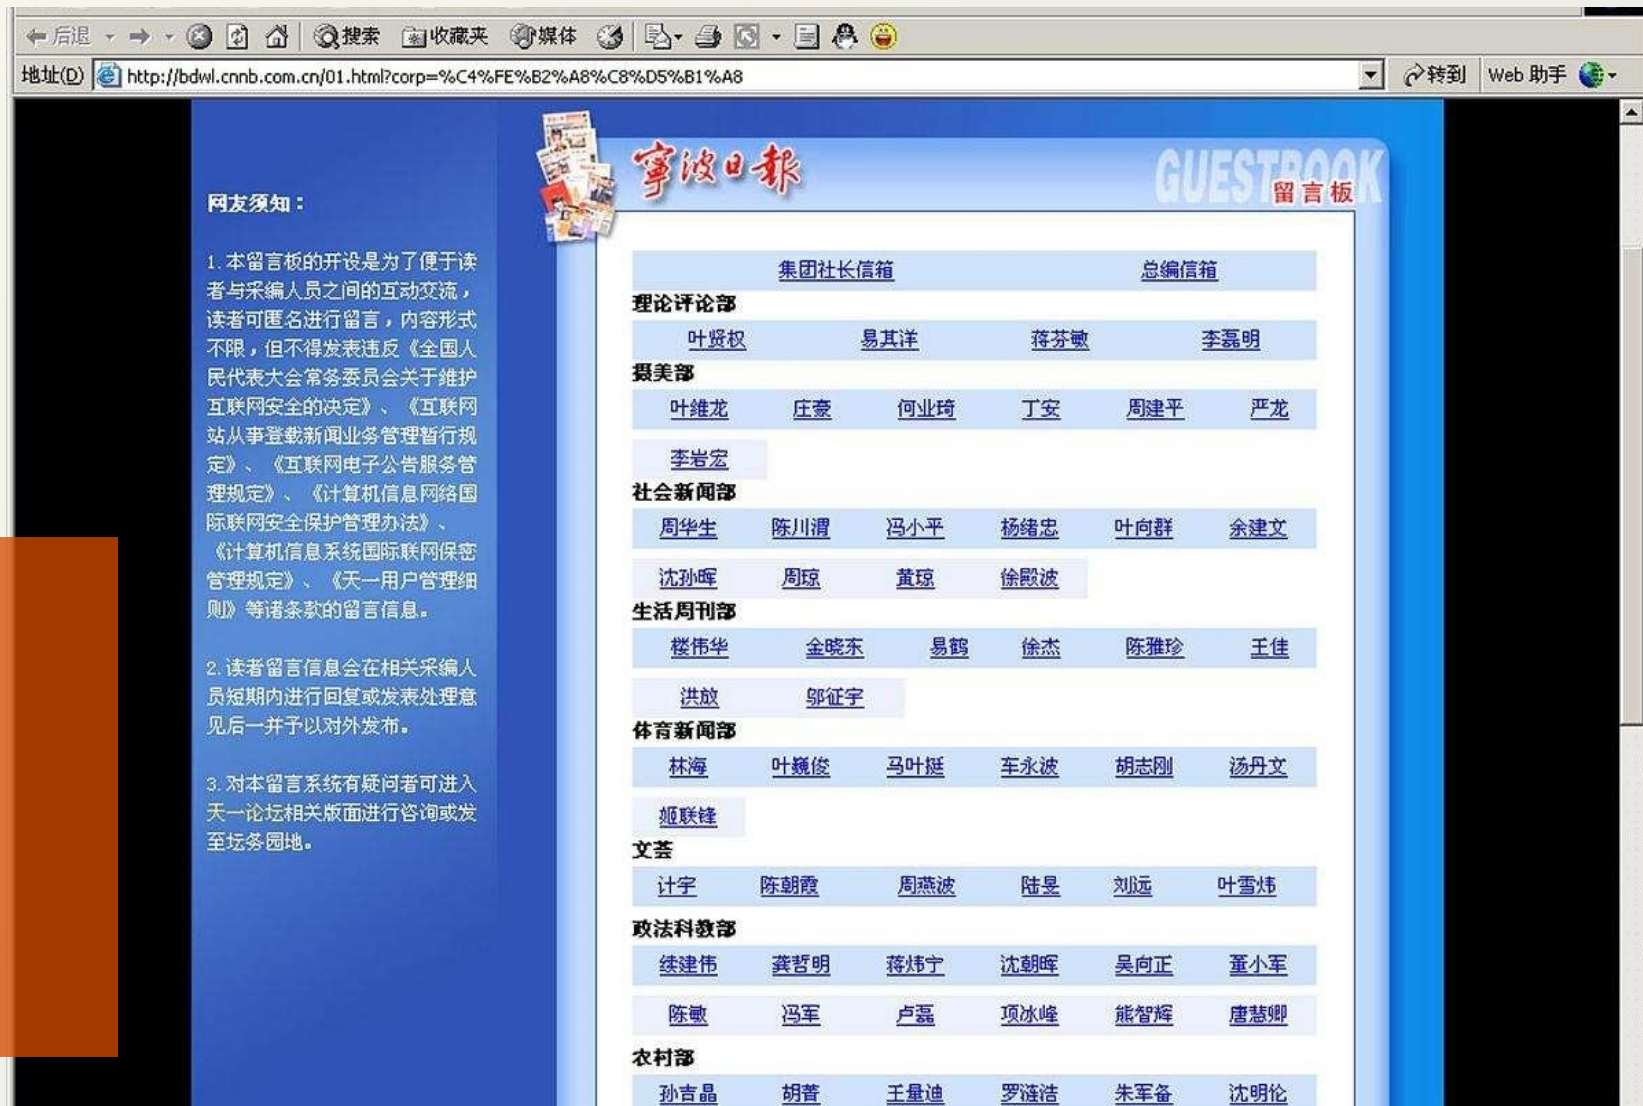 后退 搜索 收藏夹 媒体
地址(D) http://bdwl.cnnb.com.cn/01.html?corp=%C4%FE%B2%A8%C8%D5%B1%A8 转到 Web 助手
寧波日報
GUESTBOOK
留言板
网友须知：
1.本留言板的开设是为了便于读
者与采编人员之间的互动交流，
读者可匿名进行留言，内容形式
不限，但不得发表违反《全国人
民代表大会常务委员会关于维护
互联网安全的决定》、《互联网
站从事登载新闻业务管理暂行规
定》、《互联网电子公告服务管
理规定》、《计算机信息网络国
际联网安全保护管理办法》、
《计算机信息系统国际联网保密
管理规定》、《天一用户管理细
则》等诸条款的留言信息。
2.读者留言信息会在相关采编人
员短期内进行回复或发表处理意
见后一并予以对外发布。
3.对本留言系统有疑问者可进入
天一论坛相关版面进行咨询或发
至坛务园地。
集团社长信箱 总编信箱
理论评论部
叶贤权 易其洋 蒋芬敏 李磊明
摄美部
叶维龙 庄豪 何业琦 丁安 周建平 严龙
李岩宏
社会新闻部
周华生 陈川渭 冯小平 杨绪忠 叶向群 余建文
沈孙晖 周琼 黄琼 徐殿波
生活周刊部
楼伟华 金晓东 易鹤 徐杰 陈雅珍 王佳
洪放 邬征宇
体育新闻部
林海 叶巍俊 马叶挺 车永波 胡志刚 汤丹文
姬联锋
文荟
计宇 陈朝霞 周燕波 陆旻 刘远 叶雪炜
政法科教部
续建伟 龚哲明 蒋炜宁 沈朝晖 吴向正 董小军
陈敏 冯军 卢磊 项冰峰 熊智辉 唐慧卿
农村部
孙吉晶 胡菁 王量迪 罗涟浩 朱军备 沈明伦